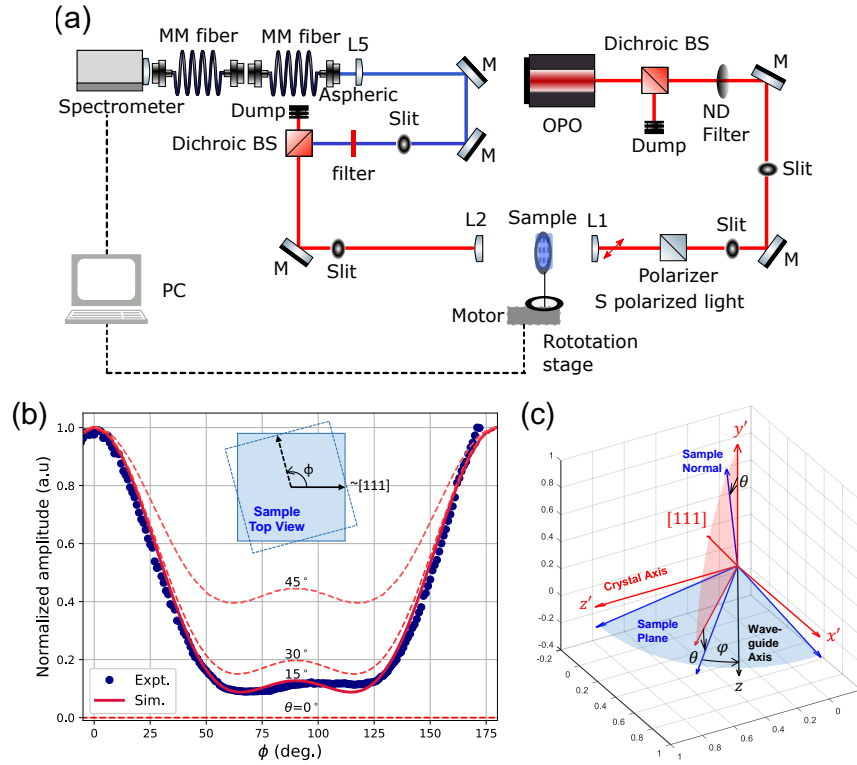 (a)
MM fiber
MM fiber
L5
M
Dichroic BS
M
Spectrometer
Dump
Aspheric
Slit
Dichroic BS
filter
M
OPO
Dump
ND
Filter
Slit
L2
Sample
L1
Slit
M
Slit
Polarizer
M
PC
Motor
S polarized light
Rototation
stage
(b)
Normalized amplitude (a.u)
1.0
0.8
0.6
0.4
0.2
0.0
0
25
50
75
100
125
150
175
ϕ (deg.)
ϕ
~[111]
Sample
Top View
45°
30°
15°
θ=0°
Expt.
Sim.
(c)
y′
Sample
Normal
θ
[111]
Crystal Axis
z′
Sample
Plane
Wave-
guide
Axis
x′
θ
φ
z
1
0.8
0.6
0.4
0.2
0
-0.2
-0.4
0
0.2
0.4
0.6
0.8
1
1
0.8
0.6
0.4
0.2
0